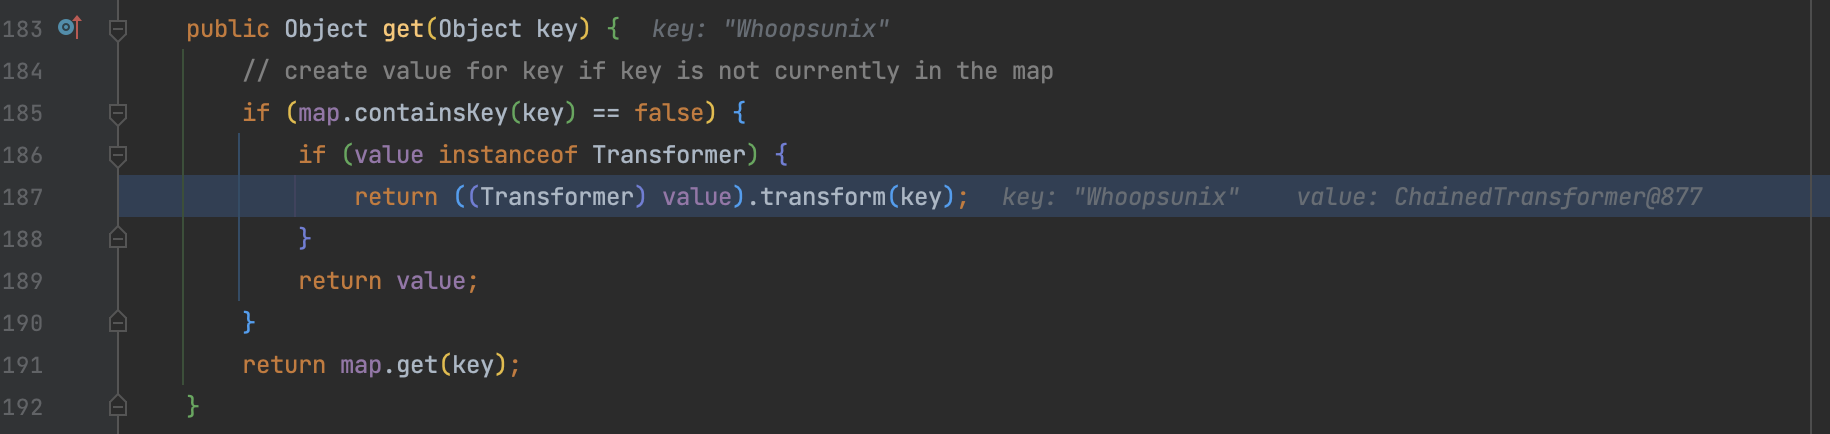 183 public Object get(Object key) { key: "Whoopsunix"
184 // create value for key if key is not currently in the map
185 if (map.containsKey(key) == false) {
186 if (value instanceof Transformer) {
187 return ((Transformer) value).transform(key); key: "Whoopsunix" value: ChainedTransformer@877
188 }
189 return value;
190 }
191 return map.get(key);
192 }